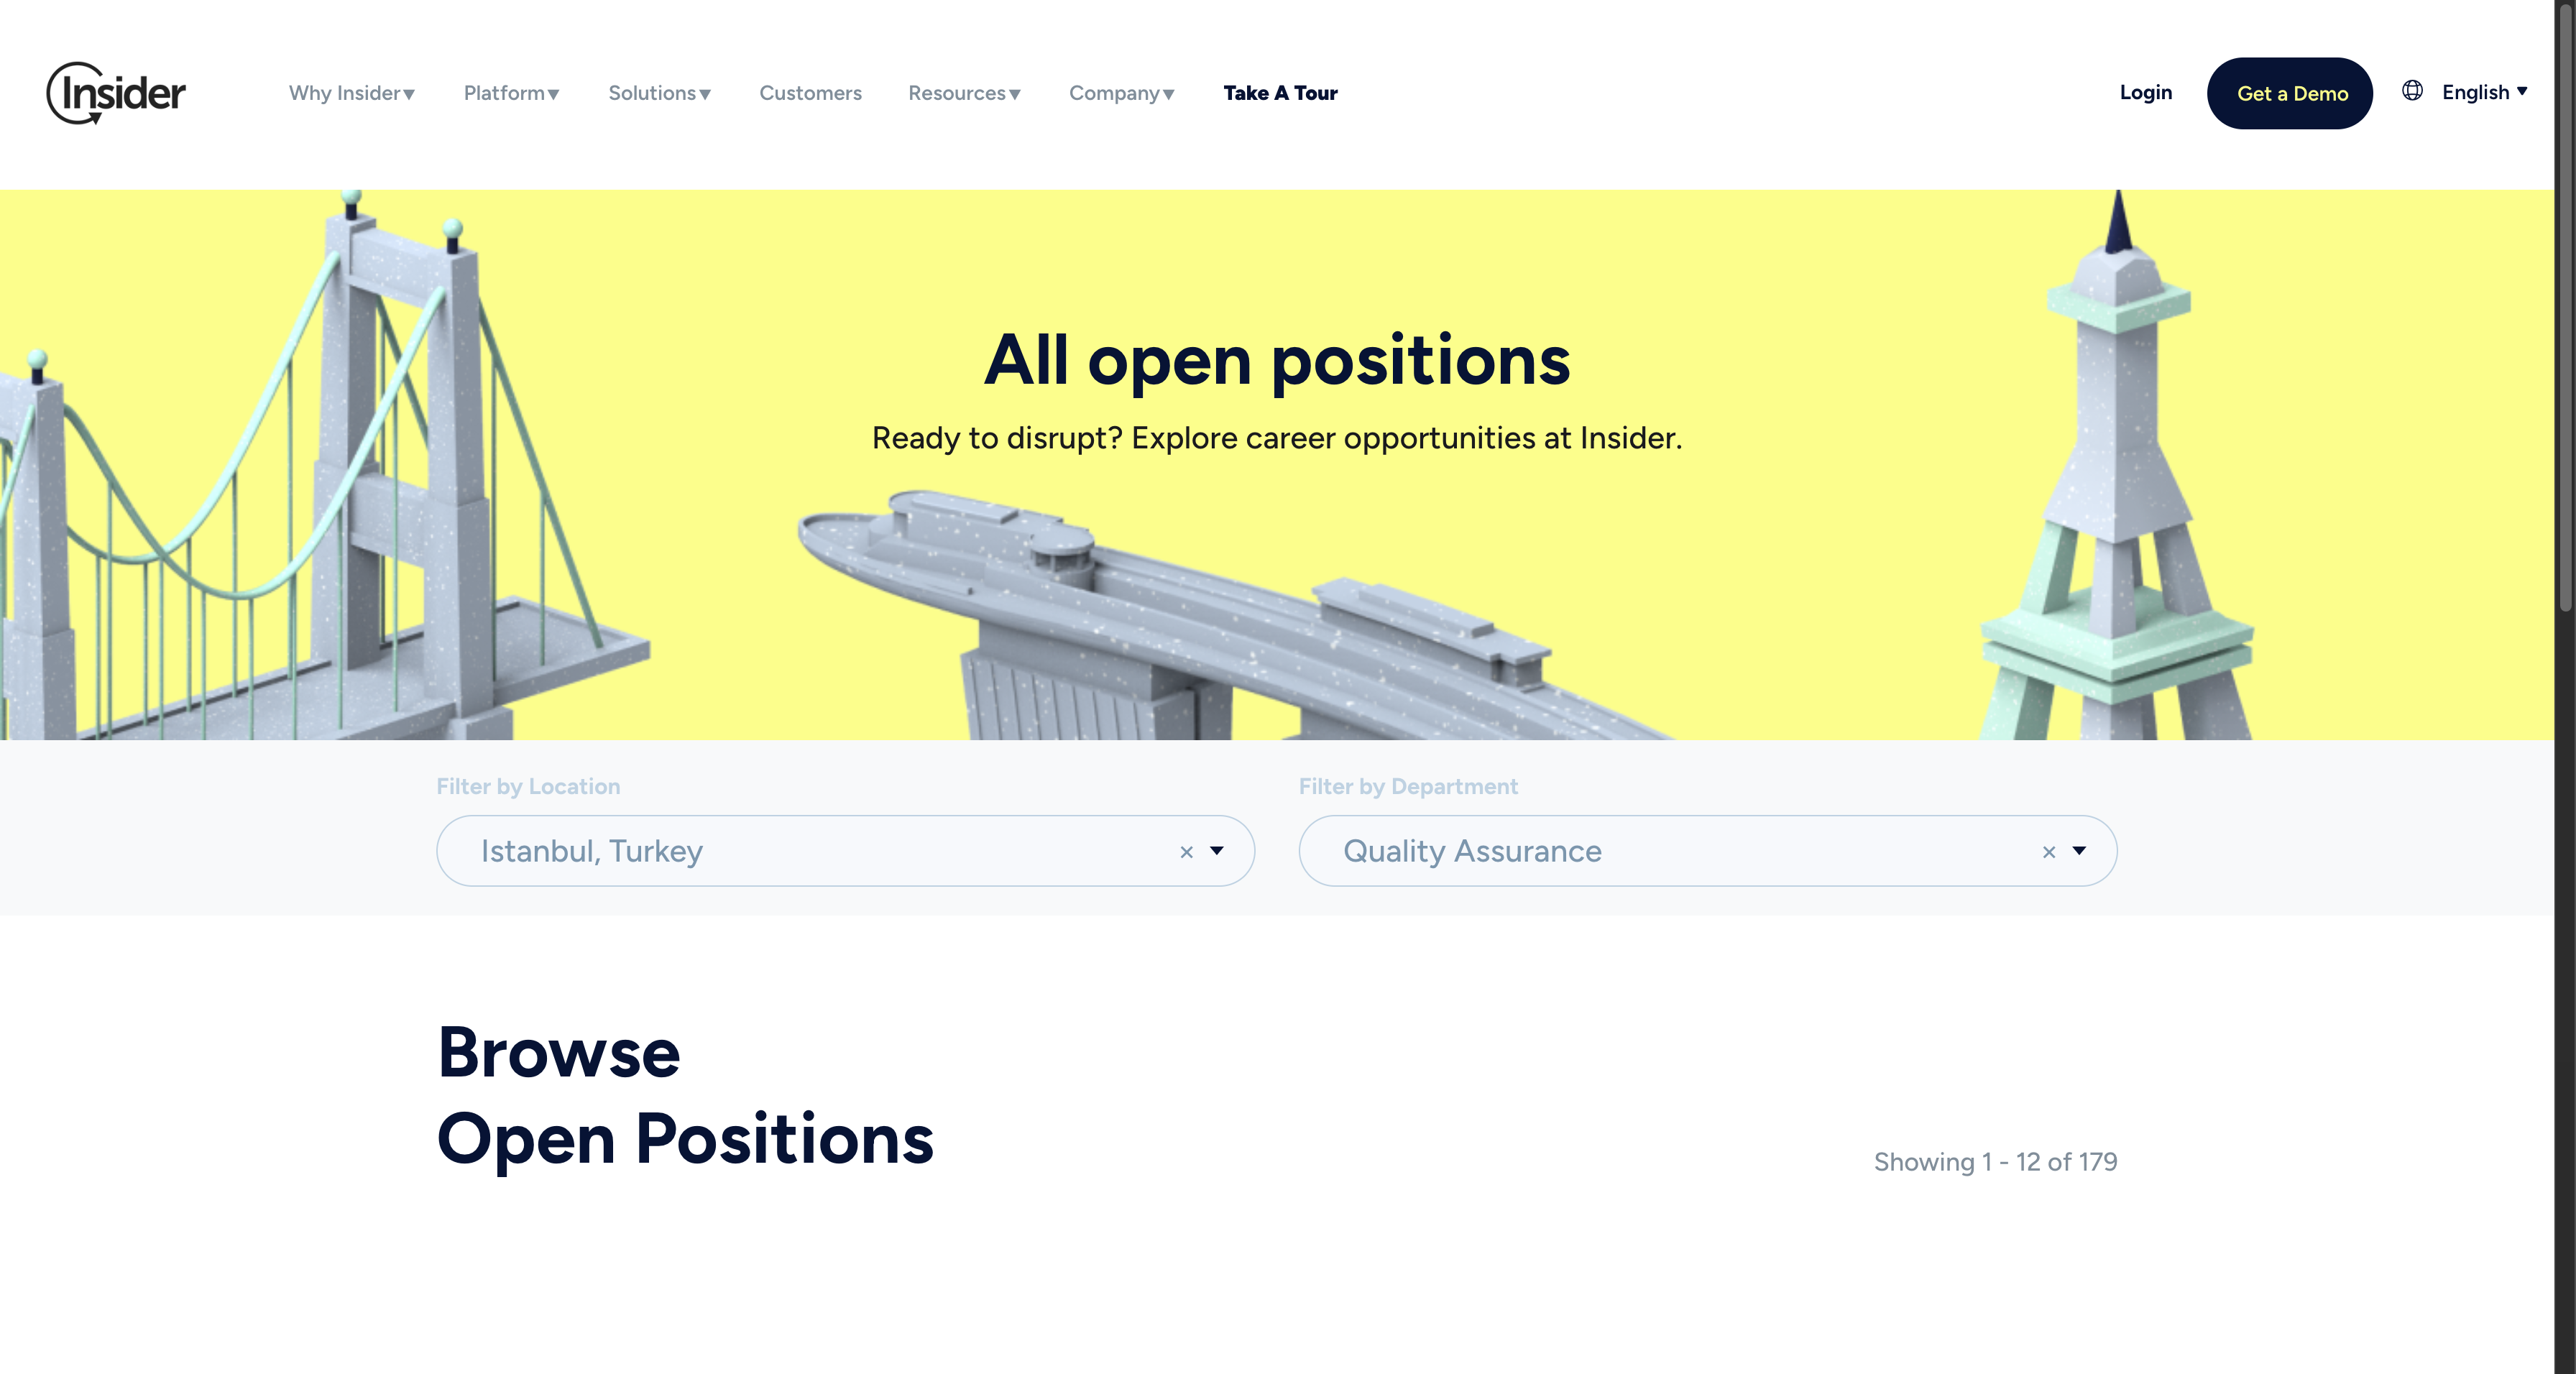 Insider
Why Insider▼ Platform▼ Solutions▼ Customers Resources▼ Company▼ Take A Tour Login Get a Demo English ▼
All open positions
Ready to disrupt? Explore career opportunities at Insider.
Filter by Location Filter by Department
Istanbul, Turkey × Quality Assurance ×
Browse
Open Positions
Showing 1 - 12 of 179